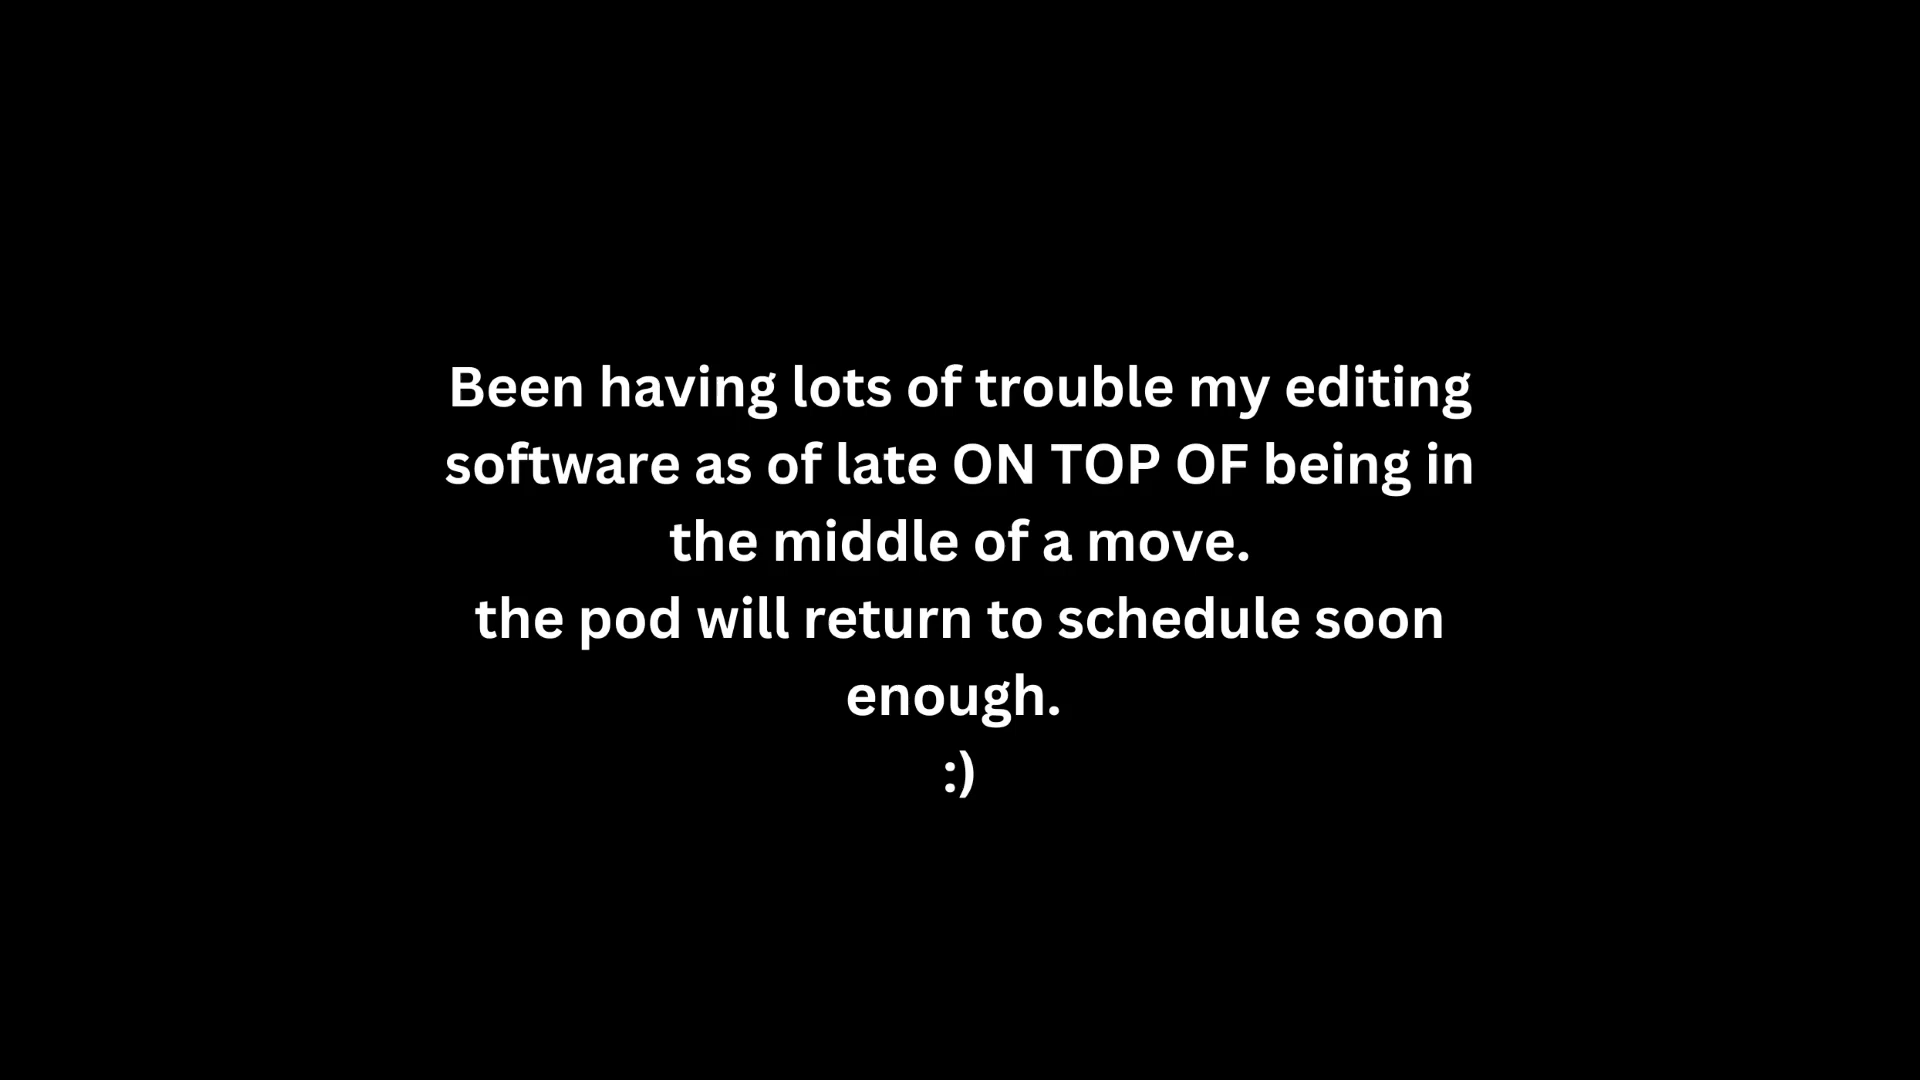 Been having lots of trouble my editing
software as of late ON TOP OF being in
the middle of a move.
the pod will return to schedule soon
enough.
:)